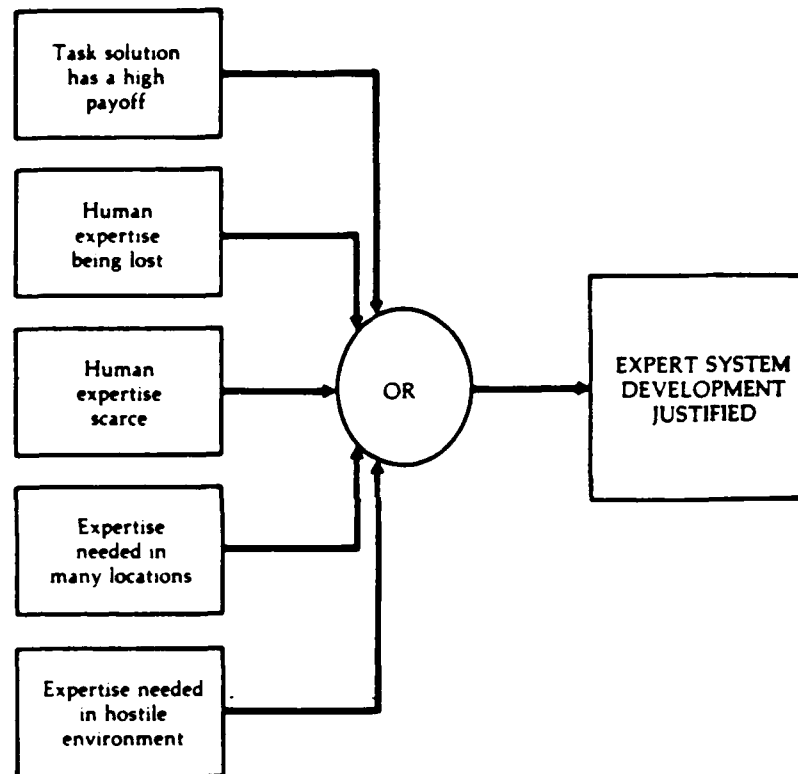 Task solution
has a high
payoff
Human
expertise
being lost
Human
expertise
scarce
Expertise
needed in
many locations
Expertise needed
in hostile
environment
OR
EXPERT SYSTEM
DEVELOPMENT
JUSTIFIED